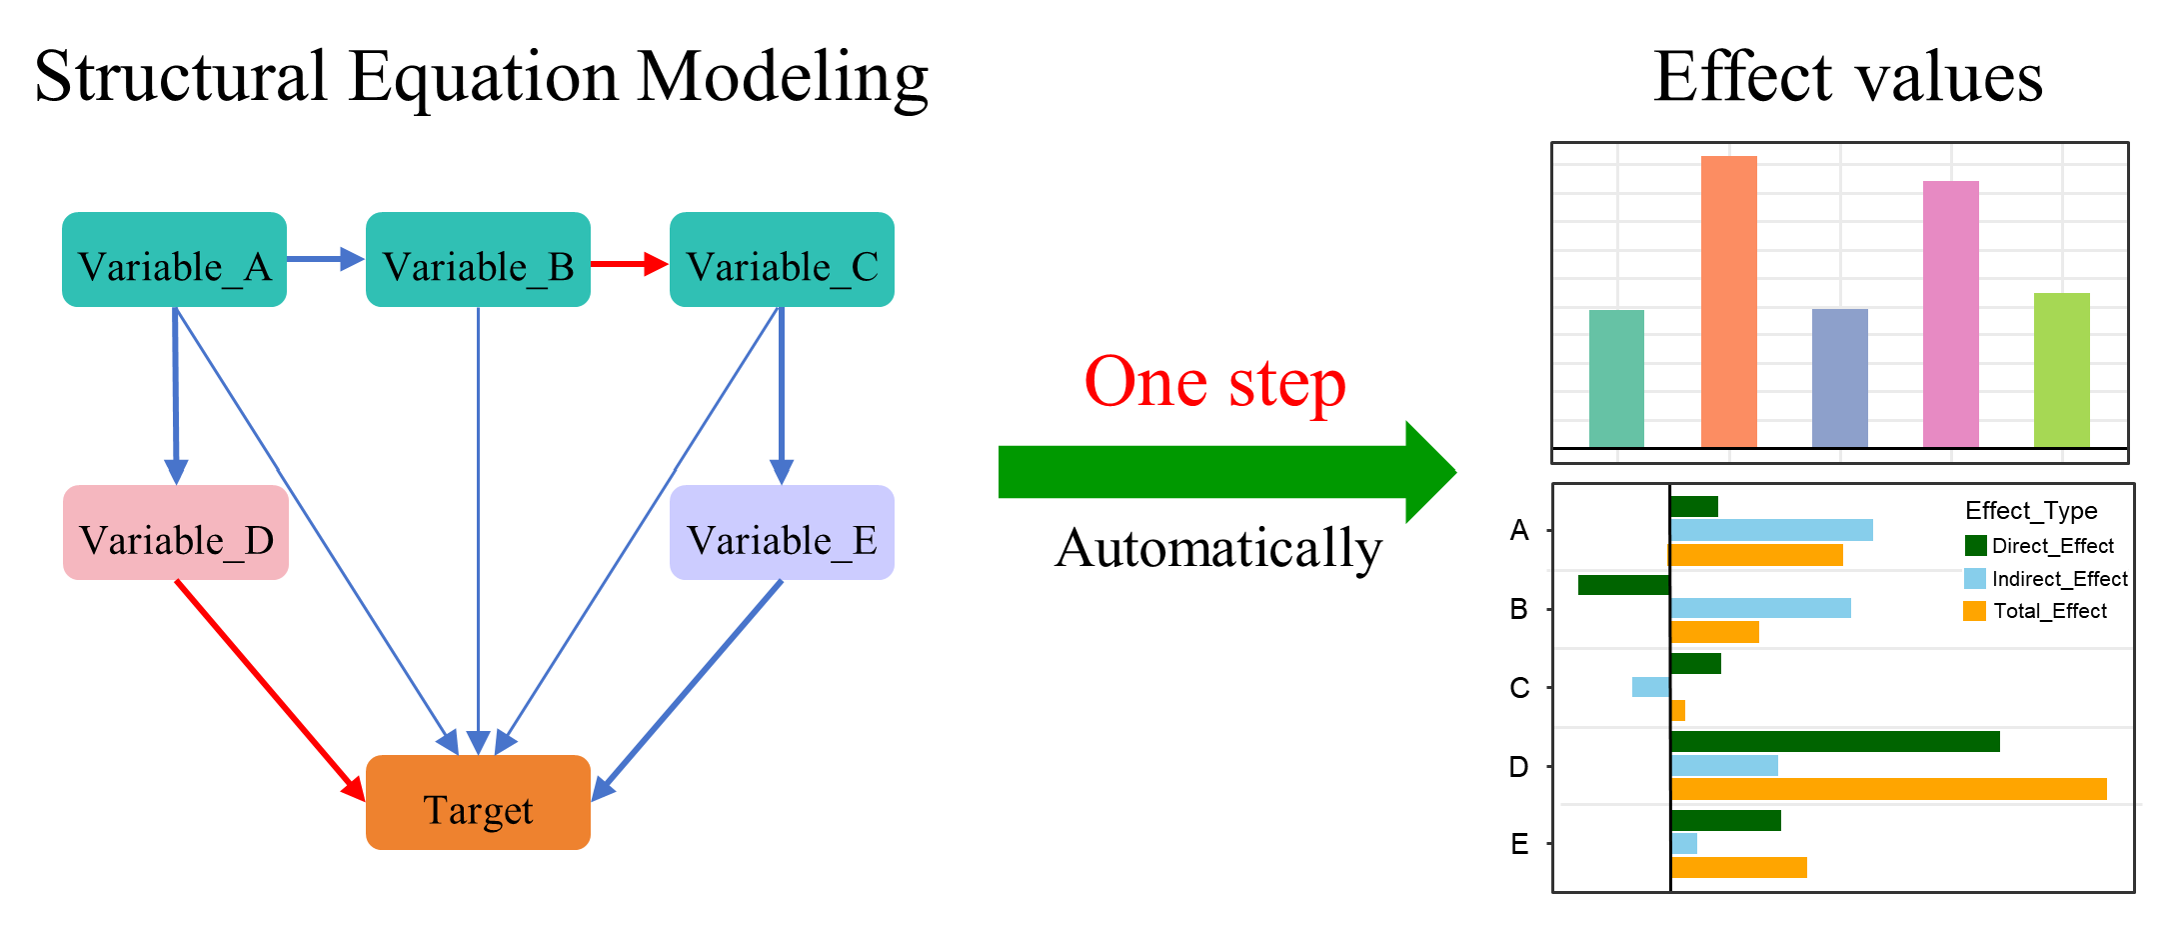 Structural Equation Modeling
Variable_A
Variable_B
Variable_C
Variable_D
Variable_E
Target
One step
Automatically
Effect values
A
B
C
D
E
Effect_Type
Direct_Effect
Indirect_Effect
Total_Effect